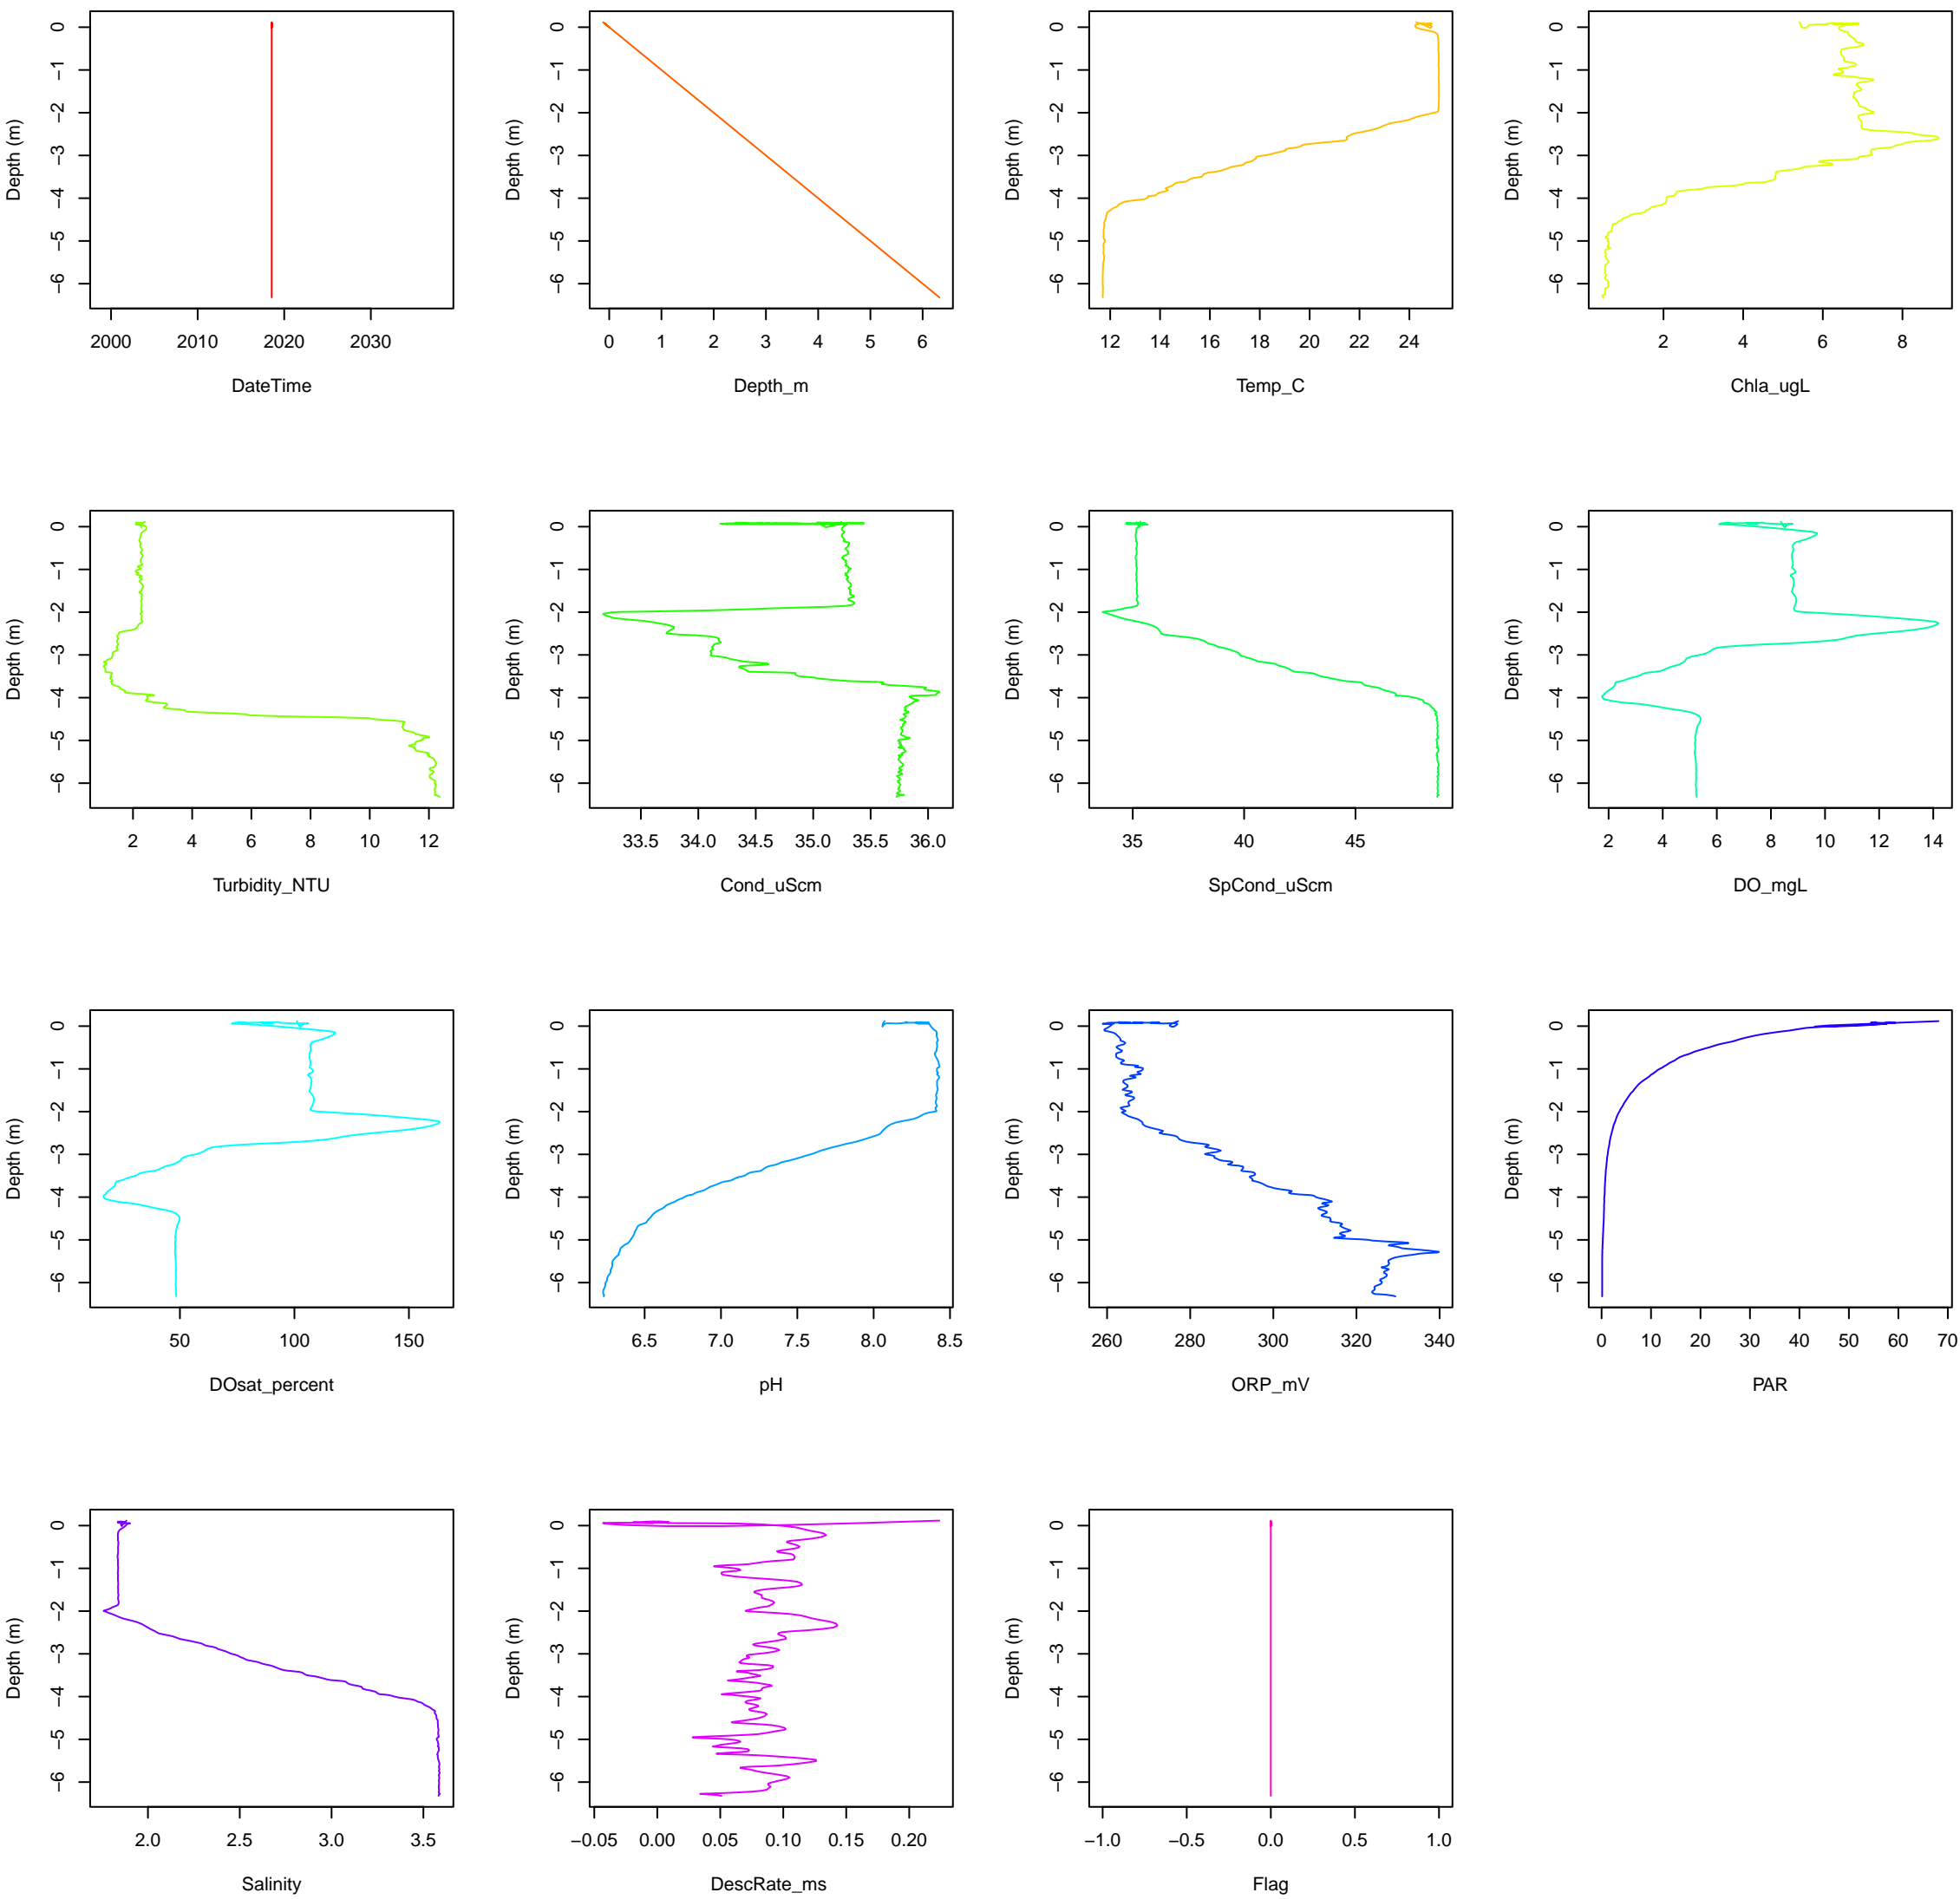 Depth (m)
0
−1
−2
−3
−4
−5
−6
2000 2010 2020 2030
DateTime
Depth (m)
0
−1
−2
−3
−4
−5
−6
0 1 2 3 4 5 6
Depth_m
Depth (m)
0
−1
−2
−3
−4
−5
−6
12 14 16 18 20 22 24
Temp_C
Depth (m)
0
−1
−2
−3
−4
−5
−6
2 4 6 8
Chla_ugL
Depth (m)
0
−1
−2
−3
−4
−5
−6
2 4 6 8 10 12
Turbidity_NTU
Depth (m)
0
−1
−2
−3
−4
−5
−6
33.5 34.0 34.5 35.0 35.5 36.0
Cond_uScm
Depth (m)
0
−1
−2
−3
−4
−5
−6
35 40 45
SpCond_uScm
Depth (m)
0
−1
−2
−3
−4
−5
−6
2 4 6 8 10 12 14
DO_mgL
Depth (m)
0
−1
−2
−3
−4
−5
−6
50 100 150
DOsat_percent
Depth (m)
0
−1
−2
−3
−4
−5
−6
6.5 7.0 7.5 8.0 8.5
pH
Depth (m)
0
−1
−2
−3
−4
−5
−6
260 280 300 320 340
ORP_mV
Depth (m)
0
−1
−2
−3
−4
−5
−6
0 10 20 30 40 50 60 70
PAR
Depth (m)
0
−1
−2
−3
−4
−5
−6
2.0 2.5 3.0 3.5
Salinity
Depth (m)
0
−1
−2
−3
−4
−5
−6
−0.05 0.00 0.05 0.10 0.15 0.20
DescRate_ms
Depth (m)
0
−1
−2
−3
−4
−5
−6
−1.0 −0.5 0.0 0.5 1.0
Flag